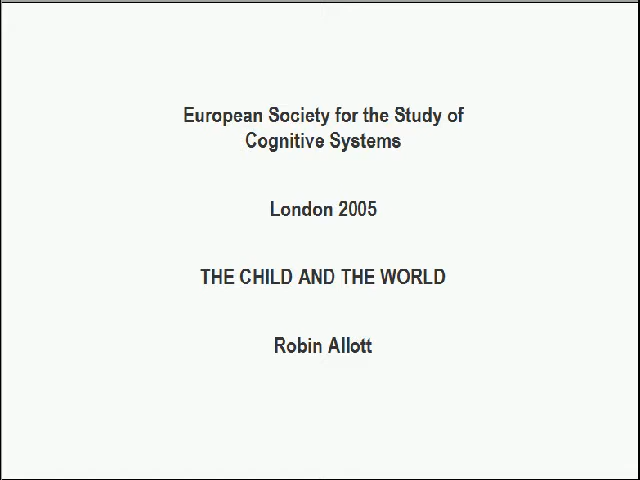 European Society for the Study of
Cognitive Systems
London 2005
THE CHILD AND THE WORLD
Robin Allott